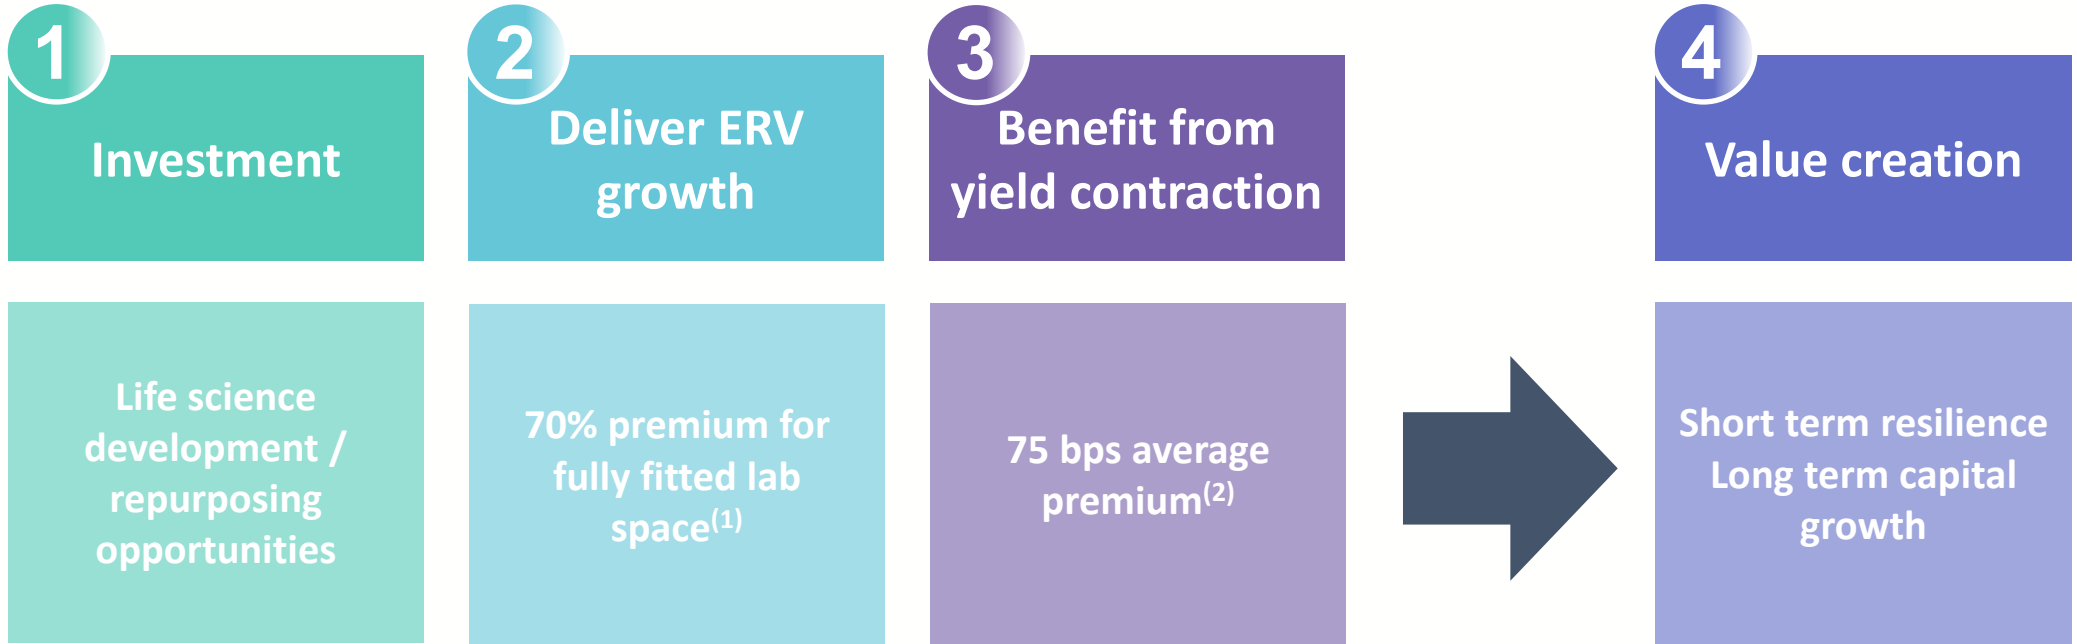 1
Investment
Life science
development /
repurposing
opportunities
2
Deliver ERV
growth
70% premium for
fully fitted lab
space(1)
3
Benefit from
yield contraction
75 bps average
premium(2)
4
Value creation
Short term resilience
Long term capital
growth